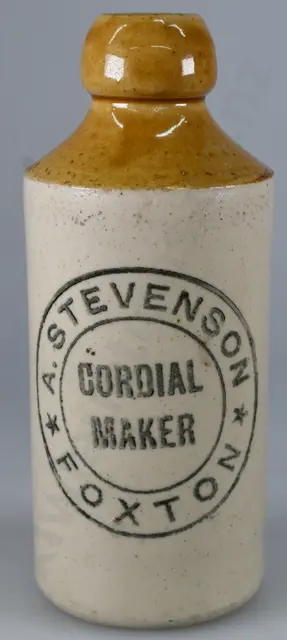 A. STEVENSON
CORDIAL
MAKER
★ FOXTON ★